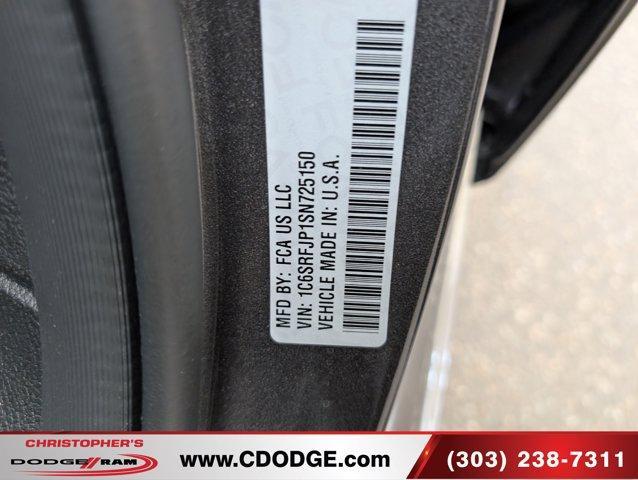 MFD BY: FCA US LLC
VIN: 1C6SRFJP1SN725150
VEHICLE MADE IN: U.S.A.
CHRISTOPHER'S
DODGE//RAM
www.CDODGE.com
(303) 238-7311